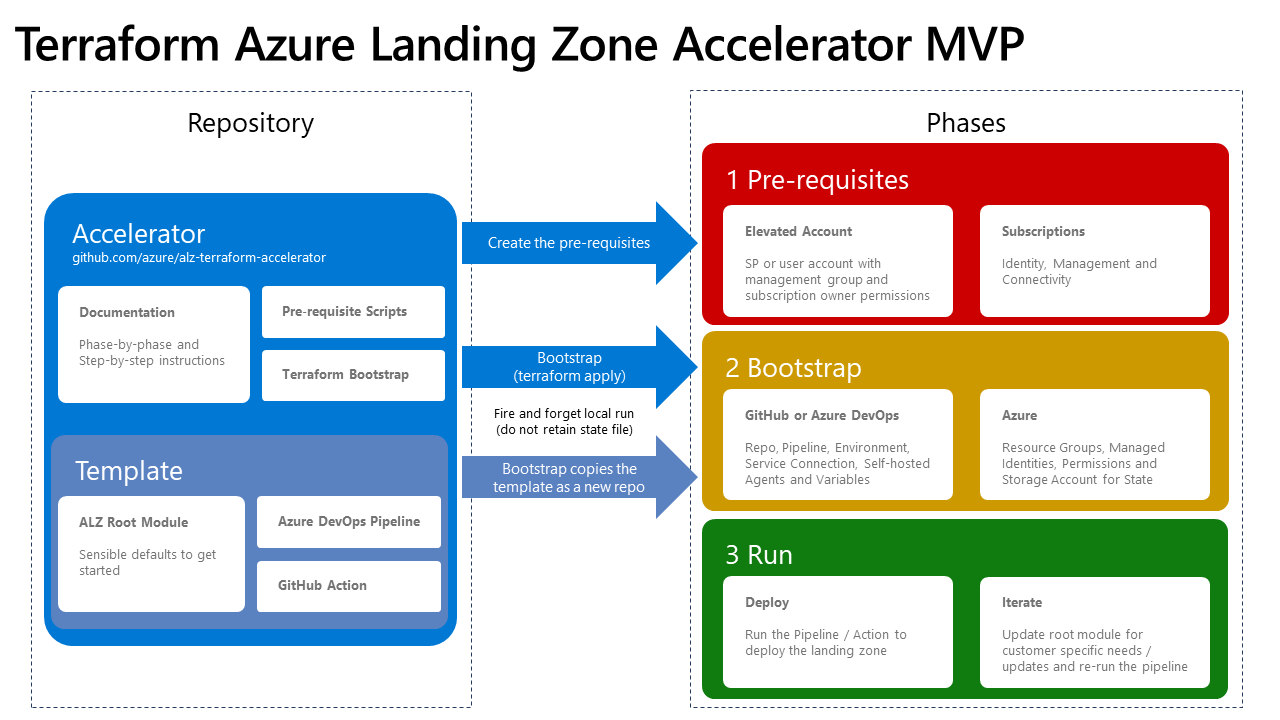 Terraform Azure Landing Zone Accelerator MVP
Repository
Accelerator
github.com/azure/alz-terraform-accelerator
Documentation
Phase-by-phase and
Step-by-step instructions
Pre-requisite Scripts
Terraform Bootstrap
Template
ALZ Root Module
Sensible defaults to get
started
Azure DevOps Pipeline
GitHub Action
Create the pre-requisites
Bootstrap
(terraform apply)
Fire and forget local run
(do not retain state file)
Bootstrap copies the
template as a new repo
Phases
1 Pre-requisites
Elevated Account
SP or user account with
management group and
subscription owner permissions
Subscriptions
Identity, Management and
Connectivity
2 Bootstrap
GitHub or Azure DevOps
Repo, Pipeline, Environment,
Service Connection, Self-hosted
Agents and Variables
Azure
Resource Groups, Managed
Identities, Permissions and
Storage Account for State
3 Run
Deploy
Run the Pipeline / Action to
deploy the landing zone
Iterate
Update root module for
customer specific needs /
updates and re-run the pipeline